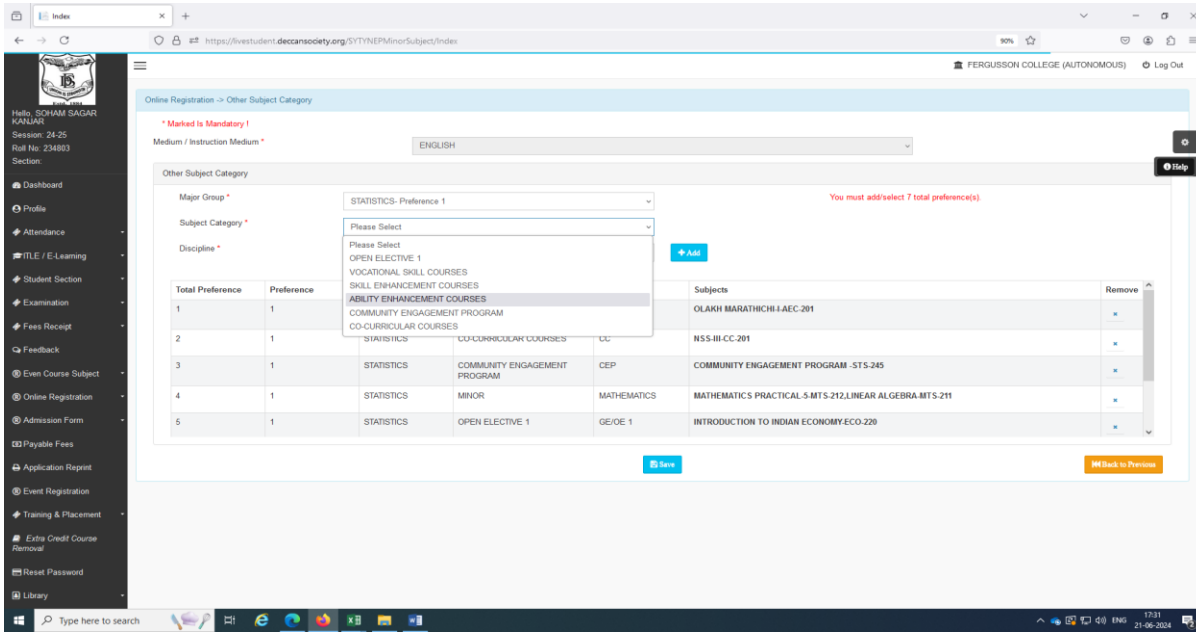 Index
https://livestudent.deccansociety.org/SYTYNEPMinorSubject/Index
90%
FERGUSSON COLLEGE (AUTONOMOUS)
Log Out
Hello, SOHAM SAGAR
KANJAR
Session: 24-25
Roll No: 234803
Section:
Dashboard
Profile
Attendance
ITLE / E-Learning
Student Section
Examination
Fees Receipt
Feedback
Even Course Subject
Online Registration
Admission Form
Payable Fees
Application Reprint
Event Registration
Training & Placement
Extra Credit Course
Removal
Reset Password
Library
Online Registration -> Other Subject Category
* Marked Is Mandatory !
Medium / Instruction Medium *
ENGLISH
Help
Other Subject Category
Major Group *
STATISTICS- Preference 1
You must add/select 7 total preference(s).
Subject Category *
Please Select
Discipline *
Please Select
OPEN ELECTIVE 1
VOCATIONAL SKILL COURSES
SKILL ENHANCEMENT COURSES
ABILITY ENHANCEMENT COURSES
COMMUNITY ENGAGEMENT PROGRAM
CO-CURRICULAR COURSES
Add
Total Preference Preference Subjects Remove
1 1 OLAKH MARATHICHI-I-AEC-201
2 1 STATISTICS CO-CURRICULAR COURSES CC NSS-III-CC-201
3 1 STATISTICS COMMUNITY ENGAGEMENT PROGRAM CEP COMMUNITY ENGAGEMENT PROGRAM -STS-245
4 1 STATISTICS MINOR MATHEMATICS MATHEMATICS PRACTICAL-5-MTS-212,LINEAR ALGEBRA-MTS-211
5 1 STATISTICS OPEN ELECTIVE 1 GE/OE 1 INTRODUCTION TO INDIAN ECONOMY-ECO-220
Save
Back to Previous
Type here to search
ENG
17:31
21-06-2024